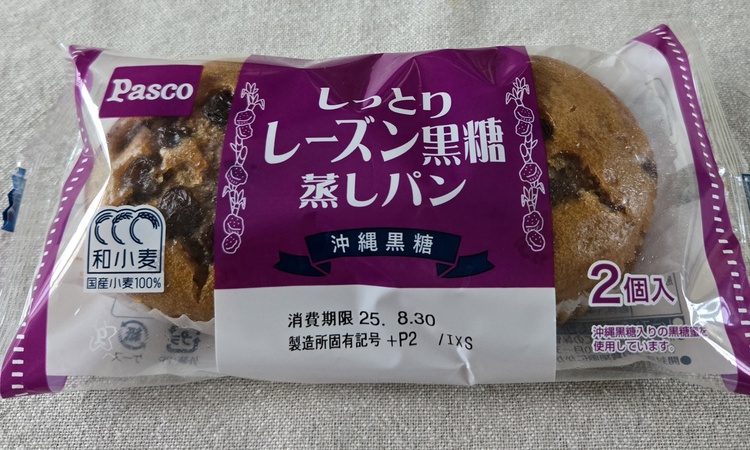 Pasco
しっとり
レーズン黒糖
蒸しパン
沖縄黒糖
和小麦
国産小麦100%
2個入
消費期限 25. 8.30
製造所固有記号 +P2 /IXS
沖縄黒糖入りの黒糖蜜を
使用しています。